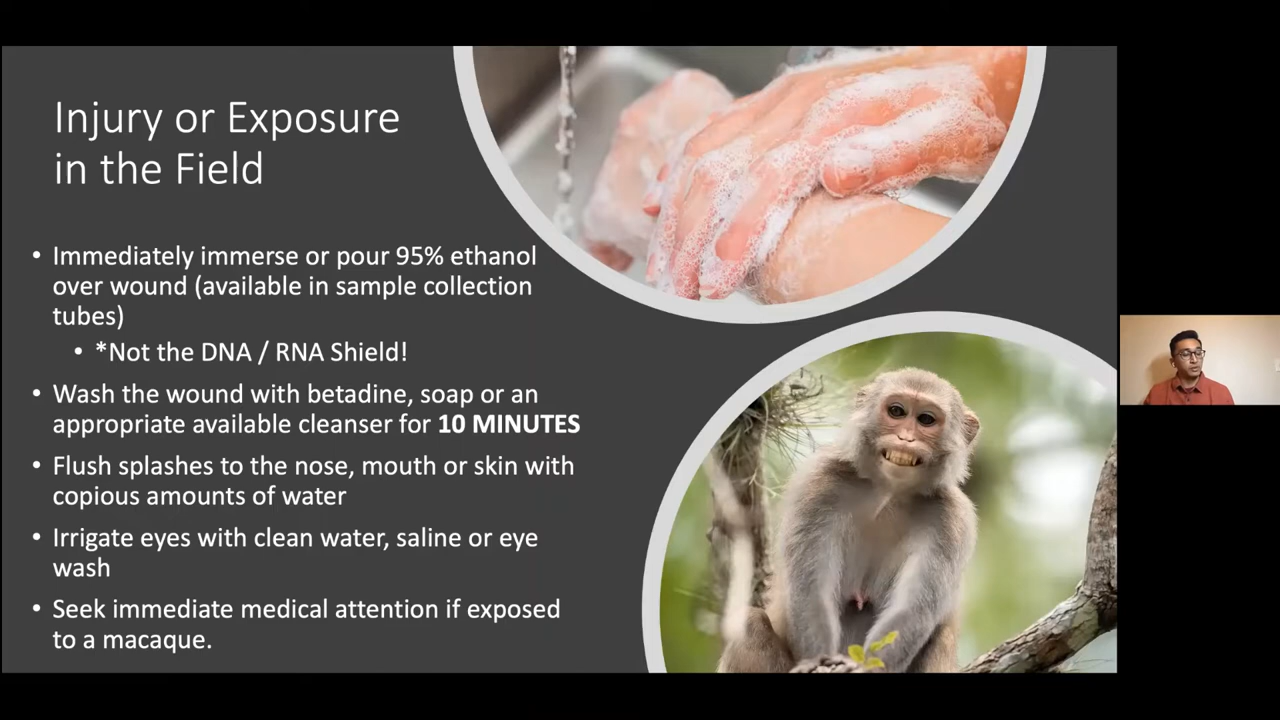 Injury or Exposure
in the Field
• Immediately immerse or pour 95% ethanol
over wound (available in sample collection
tubes)
• *Not the DNA / RNA Shield!
• Wash the wound with betadine, soap or an
appropriate available cleanser for 10 MINUTES
• Flush splashes to the nose, mouth or skin with
copious amounts of water
• Irrigate eyes with clean water, saline or eye
wash
• Seek immediate medical attention if exposed
to a macaque.